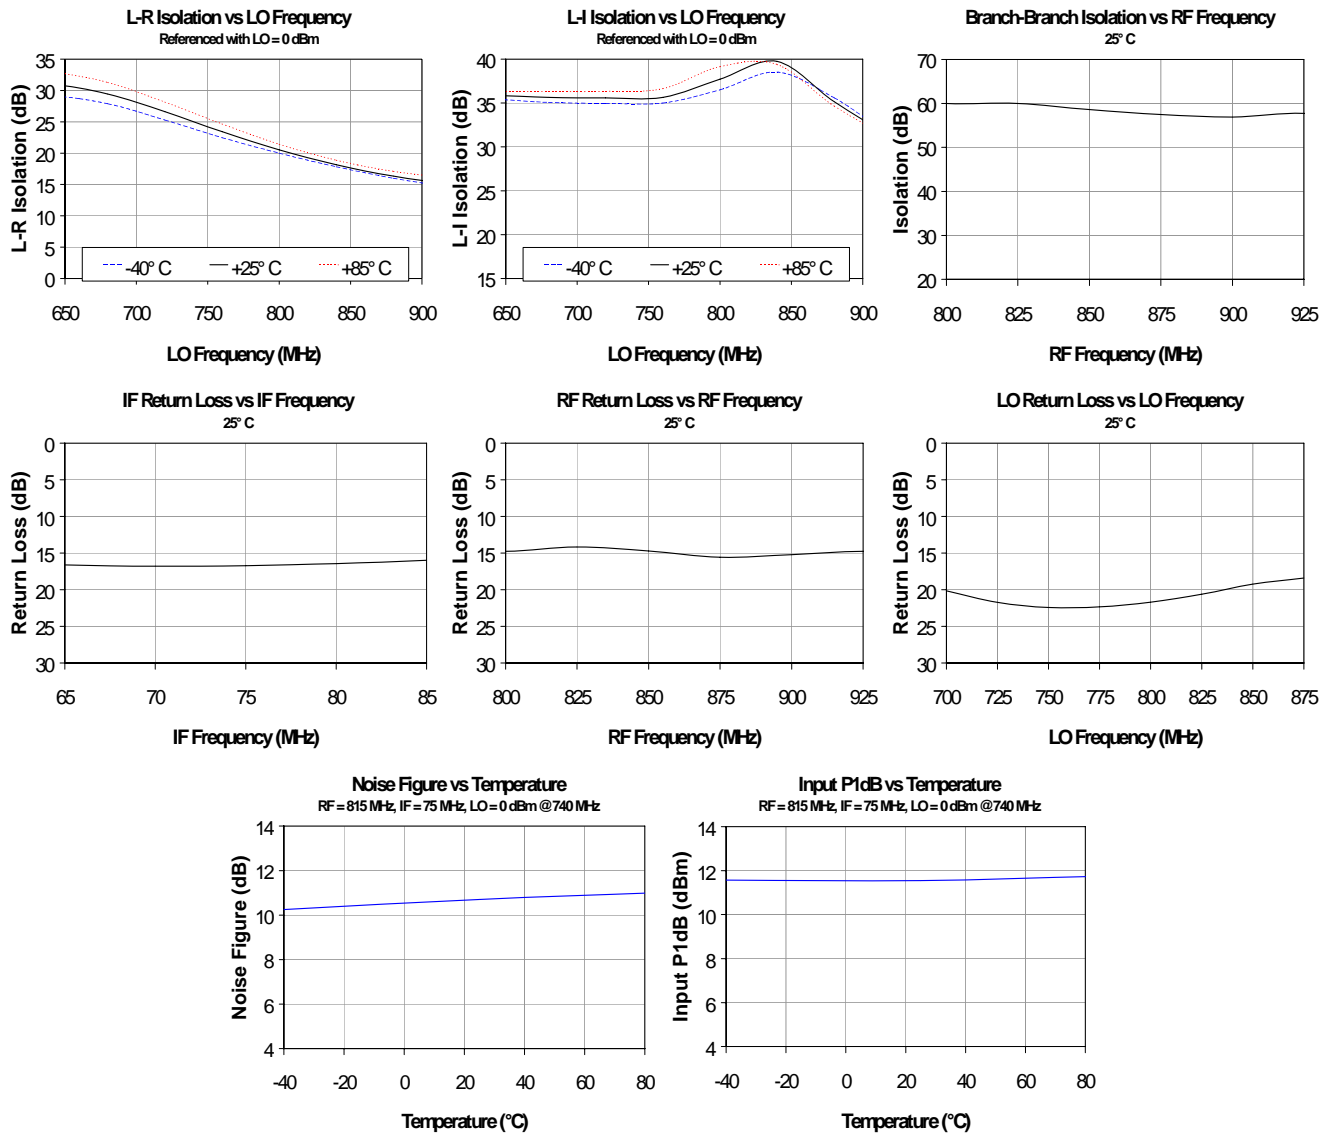 L-R Isolation vs LO Frequency
Referenced with LO = 0 dBm
L-R Isolation (dB)
35
30
25
20
15
10
5
0
-40° C +25° C +85° C
650 700 750 800 850 900
LO Frequency (MHz)
L-I Isolation vs LO Frequency
Referenced with LO = 0 dBm
L-I Isolation (dB)
40
35
30
25
20
15
-40° C +25° C +85° C
650 700 750 800 850 900
LO Frequency (MHz)
Branch-Branch Isolation vs RF Frequency
25° C
Isolation (dB)
70
60
50
40
30
20
800 825 850 875 900 925
RF Frequency (MHz)
IF Return Loss vs IF Frequency
25° C
Return Loss (dB)
0
5
10
15
20
25
30
65 70 75 80 85
IF Frequency (MHz)
RF Return Loss vs RF Frequency
25° C
Return Loss (dB)
0
5
10
15
20
25
30
800 825 850 875 900 925
RF Frequency (MHz)
LO Return Loss vs LO Frequency
25° C
Return Loss (dB)
0
5
10
15
20
25
30
700 725 750 775 800 825 850 875
LO Frequency (MHz)
Noise Figure vs Temperature
RF = 815 MHz, IF = 75 MHz, LO = 0 dBm @ 740 MHz
Noise Figure (dB)
14
12
10
8
6
4
-40 -20 0 20 40 60 80
Temperature (°C)
Input P1dB vs Temperature
RF = 815 MHz, IF = 75 MHz, LO = 0 dBm @ 740 MHz
Input P1dB (dBm)
14
12
10
8
6
4
-40 -20 0 20 40 60 80
Temperature (°C)